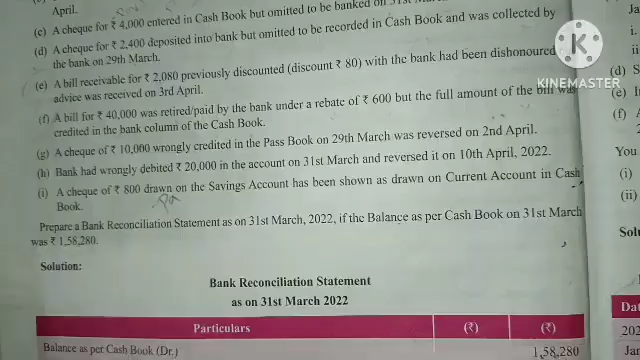 April.
(c) A cheque for ₹ 4,000 entered in Cash Book but omitted to be banked on 31st
(d) A cheque for ₹ 2,400 deposited into bank but omitted to be recorded in Cash Book and was collected by
the bank on 29th March.
(e) A bill receivable for ₹ 2,080 previously discounted (discount ₹ 80) with the bank had been dishonoured
advice was received on 3rd April.
(f) A bill for ₹ 40,000 was retired/paid by the bank under a rebate of ₹ 600 but the full amount of the bill was
credited in the bank column of the Cash Book.
(g) A cheque of ₹ 10,000 wrongly credited in the Pass Book on 29th March was reversed on 2nd April.
(h) Bank had wrongly debited ₹ 20,000 in the account on 31st March and reversed it on 10th April, 2022.
(i) A cheque of ₹ 800 drawn on the Savings Account has been shown as drawn on Current Account in Cash
Book.
Prepare a Bank Reconciliation Statement as on 31st March, 2022, if the Balance as per Cash Book on 31st March
was ₹ 1,58,280.
Solution:
Bank Reconciliation Statement
as on 31st March 2022
Particulars (₹) (₹)
Balance as per Cash Book (Dr.) 1,58,280
KINEMASTER
Ja
i.
ii
(d) S
(e) I
(f) A
You
(i)
(ii)
Solu
Dat
202
Jan